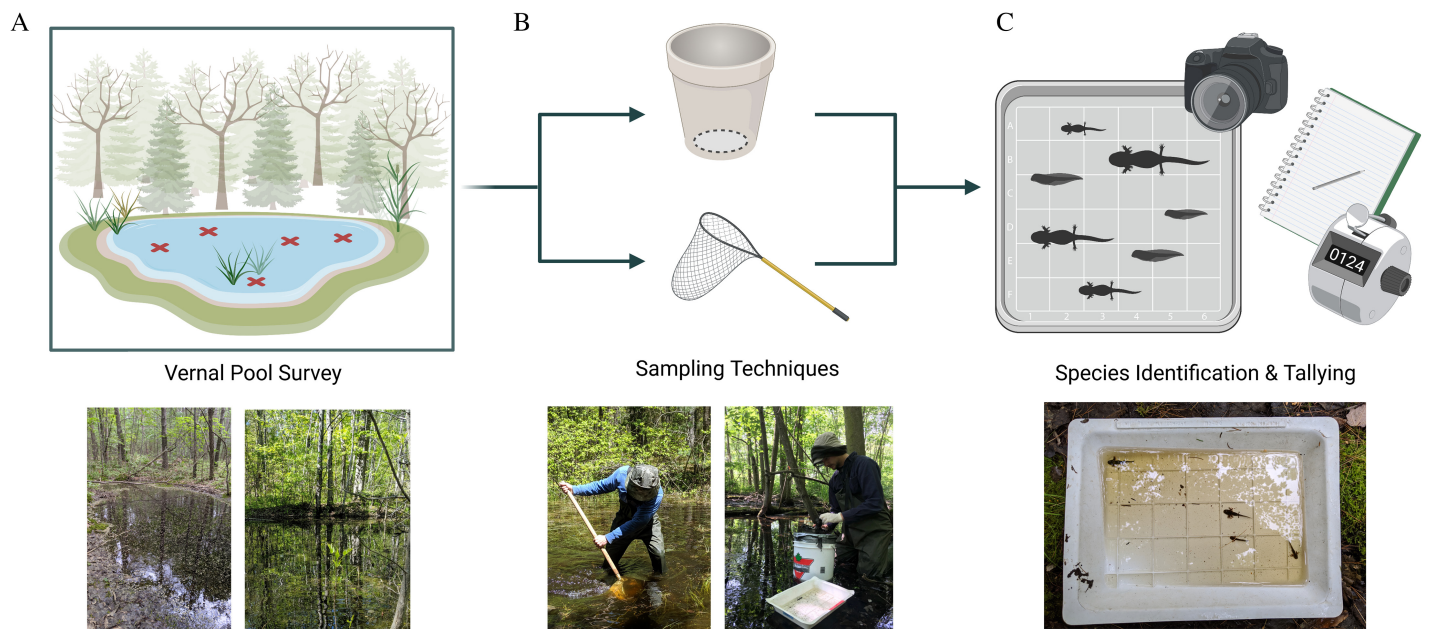 A
B
C
A
B
C
D
E
F
1 2 3 4 5 6
0124
Vernal Pool Survey
Sampling Techniques
Species Identification & Tallying